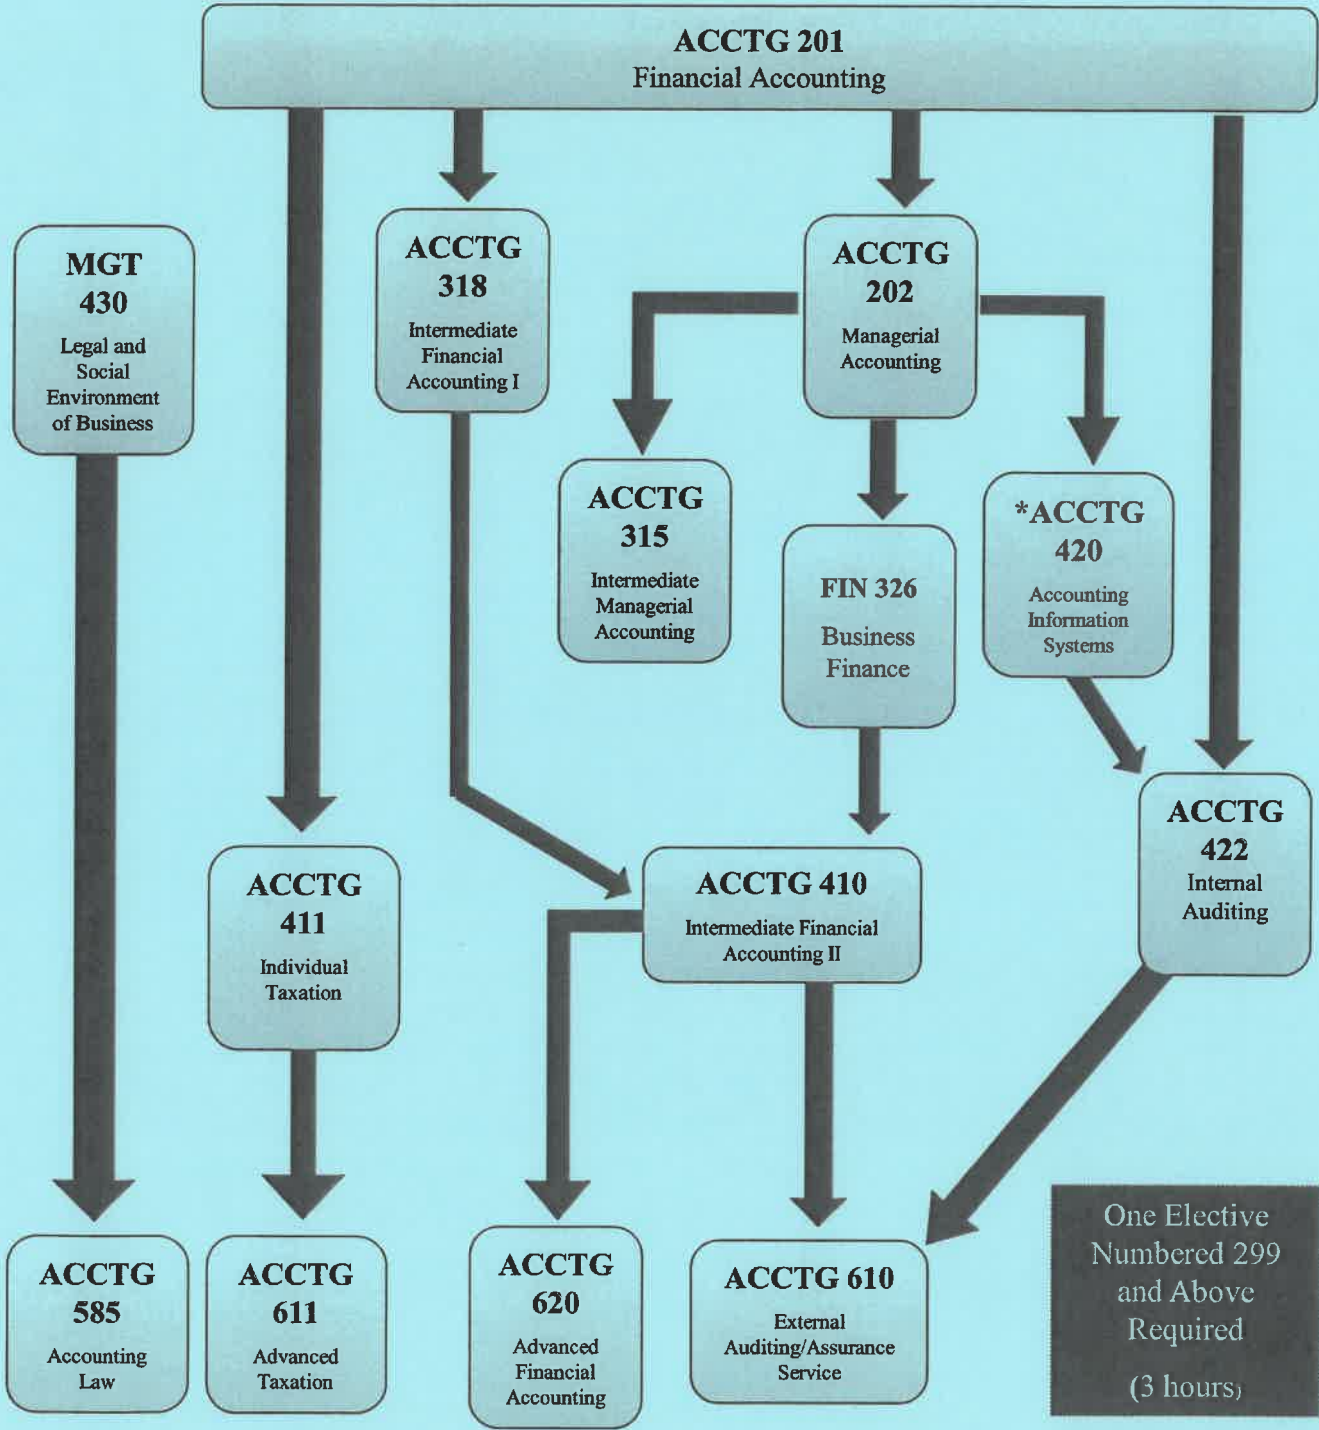 ACCTG 201
Financial Accounting
MGT
430
Legal and
Social
Environment
of Business
ACCTG
318
Intermediate
Financial
Accounting I
ACCTG
202
Managerial
Accounting
ACCTG
315
Intermediate
Managerial
Accounting
FIN 326
Business
Finance
*ACCTG
420
Accounting
Information
Systems
ACCTG
422
Internal
Auditing
ACCTG
411
Individual
Taxation
ACCTG 410
Intermediate Financial
Accounting II
ACCTG
585
Accounting
Law
ACCTG
611
Advanced
Taxation
ACCTG
620
Advanced
Financial
Accounting
ACCTG 610
External
Auditing/Assurance
Service
One Elective
Numbered 299
and Above
Required
(3 hours)